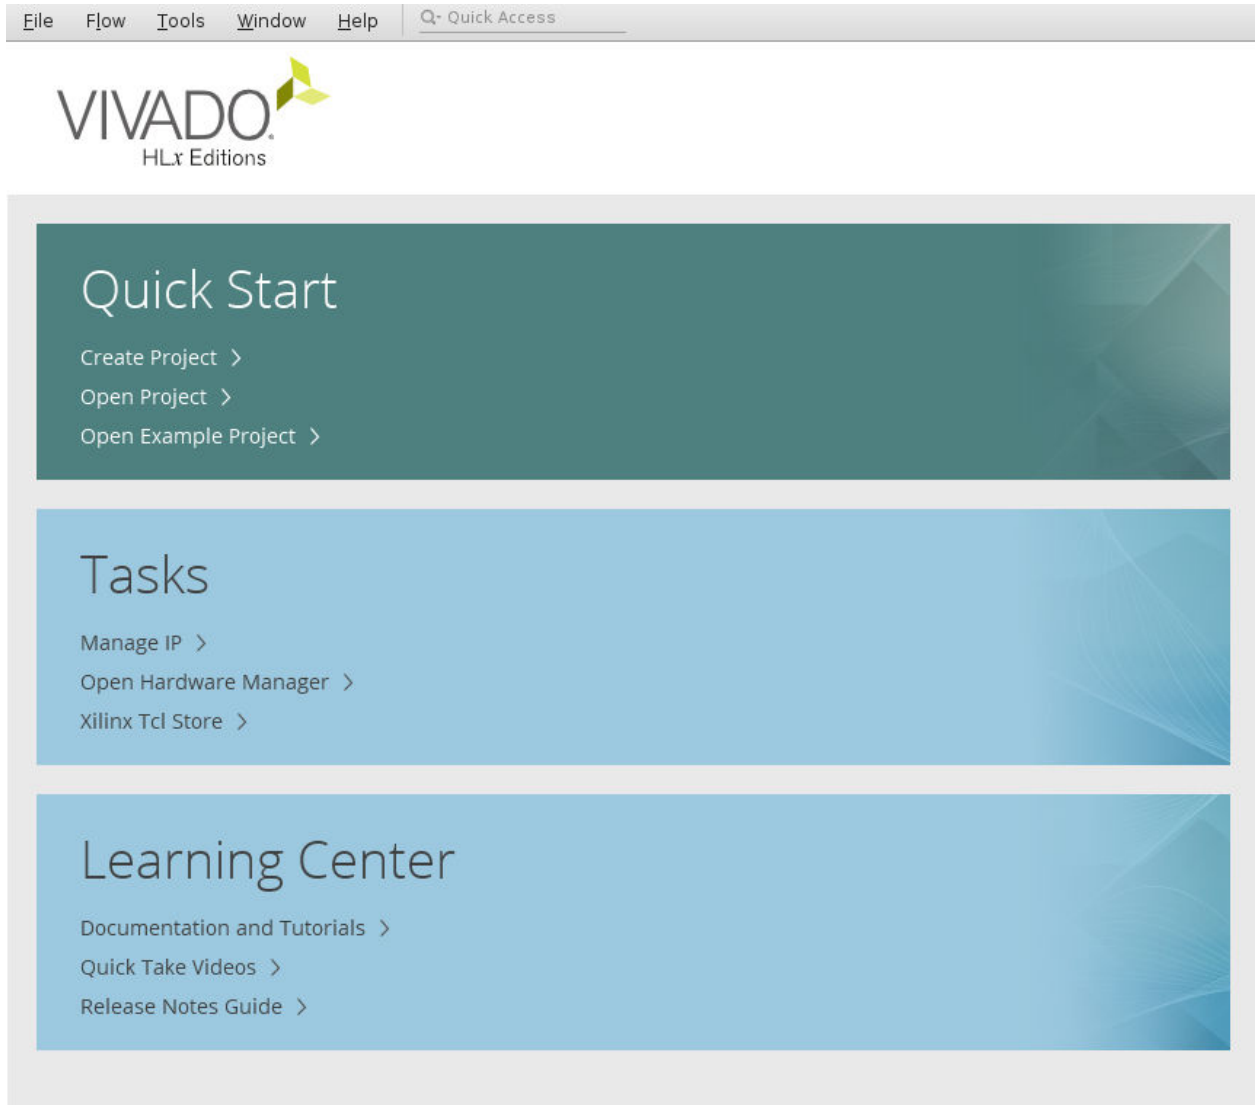 File Flow Tools Window Help Quick Access
VIVADO.
HLx Editions
Quick Start
Create Project >
Open Project >
Open Example Project >
Tasks
Manage IP >
Open Hardware Manager >
Xilinx Tcl Store >
Learning Center
Documentation and Tutorials >
Quick Take Videos >
Release Notes Guide >